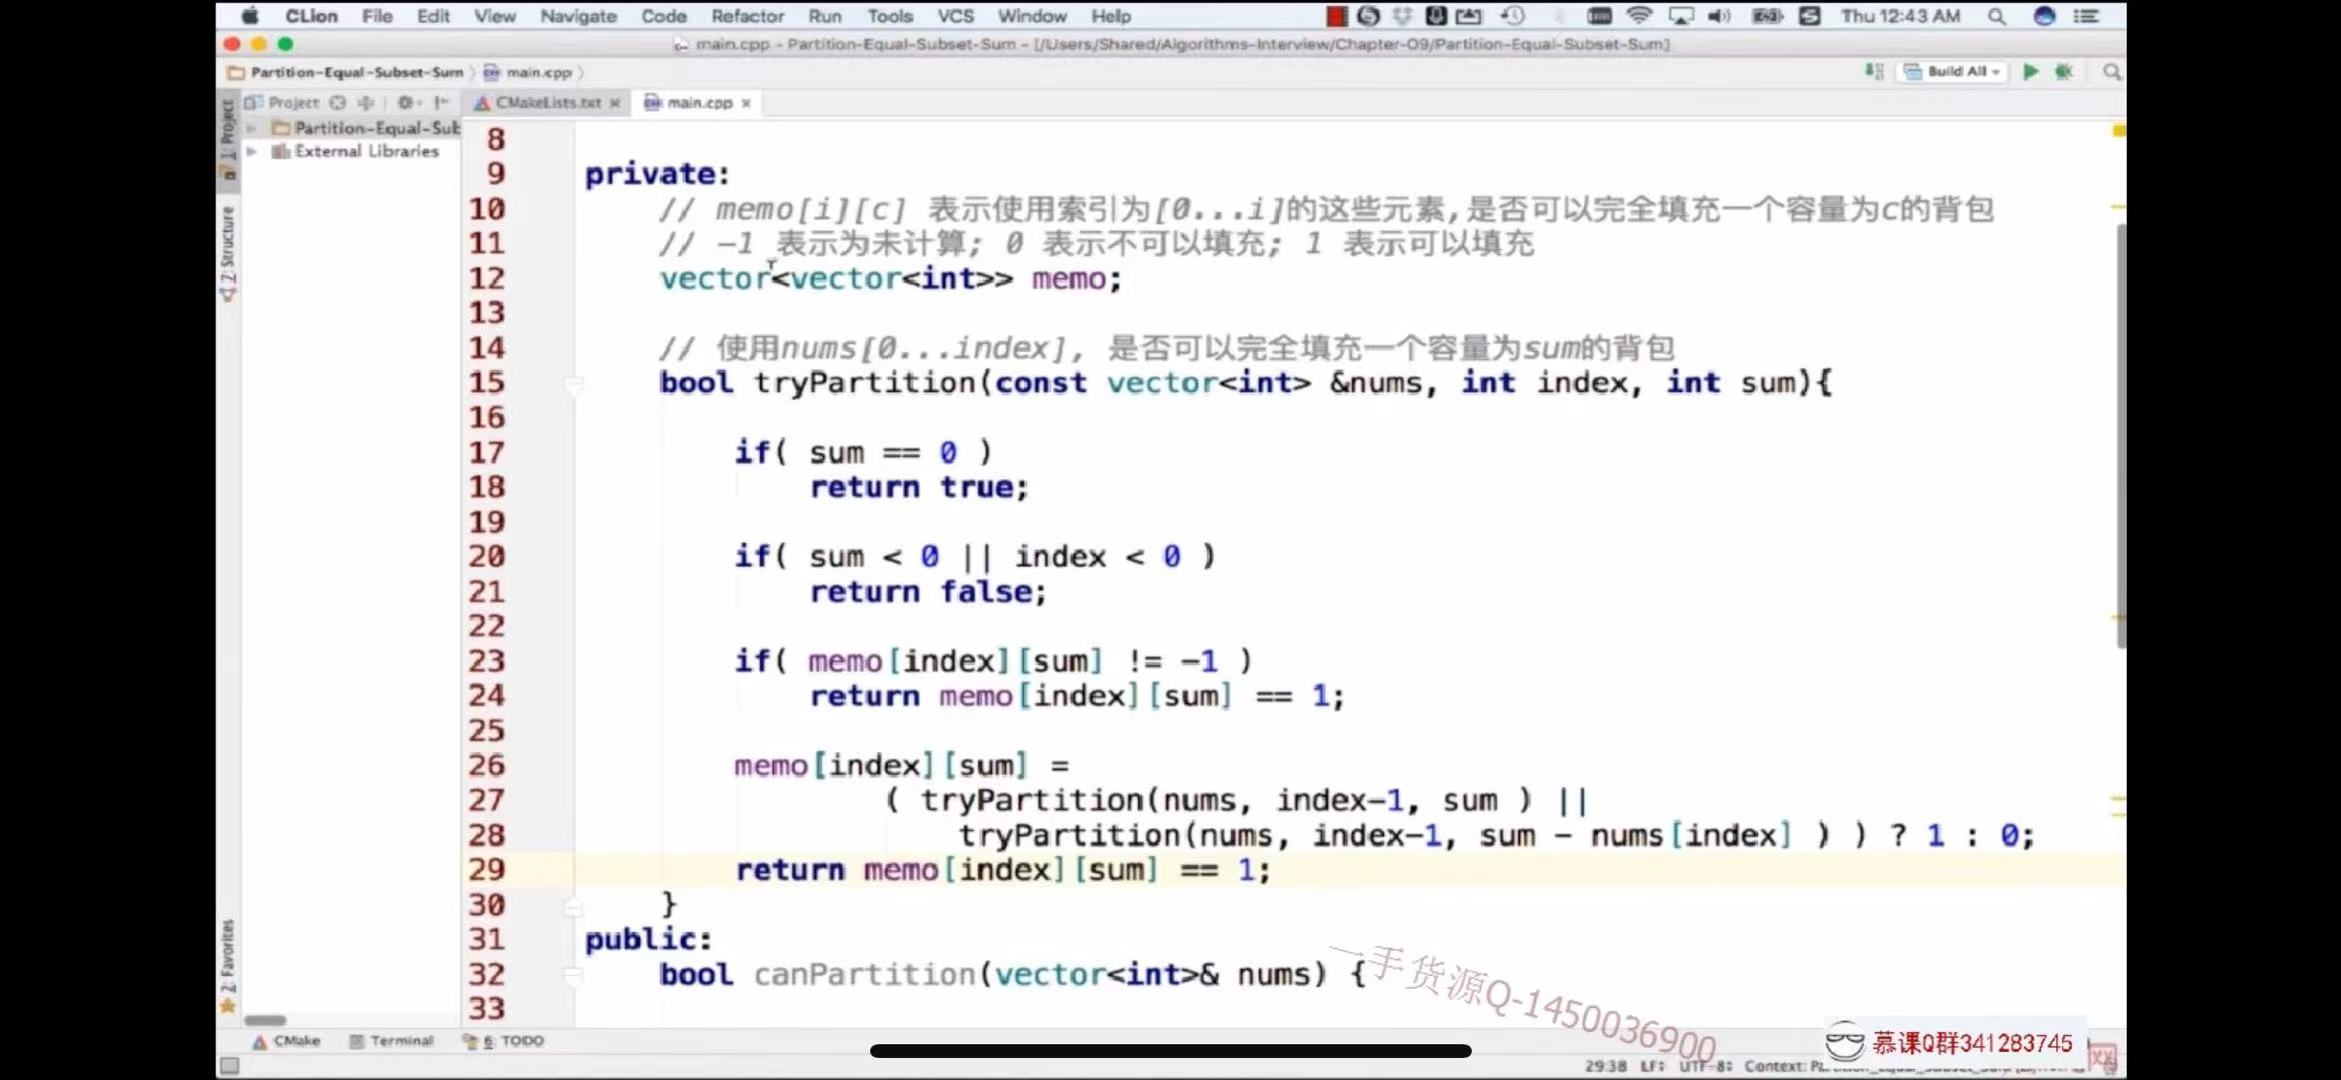 CLion File Edit View Navigate Code Refactor Run Tools VCS Window Help Thu 12:43 AM
main.cpp - Partition-Equal-Subset-Sum - [/Users/Shared/Algorithms-Interview/Chapter-09/Partition-Equal-Subset-Sum]
Partition-Equal-Subset-Sum main.cpp Build All
Project CMakeLists.txt main.cpp
1: Project
Partition-Equal-Sub
External Libraries
Z: Structure
2: Favorites
8
9 private:
10 // memo[i][c] 表示使用索引为[0...i]的这些元素,是否可以完全填充一个容量为c的背包
11 // -1 表示为未计算; 0 表示不可以填充; 1 表示可以填充
12 vector<vector<int>> memo;
13
14 // 使用nums[0...index], 是否可以完全填充一个容量为sum的背包
15 bool tryPartition(const vector<int> &nums, int index, int sum){
16
17 if( sum == 0 )
18 return true;
19
20 if( sum < 0 || index < 0 )
21 return false;
22
23 if( memo[index][sum] != -1 )
24 return memo[index][sum] == 1;
25
26 memo[index][sum] =
27 ( tryPartition(nums, index-1, sum ) ||
28 tryPartition(nums, index-1, sum - nums[index] ) ) ? 1 : 0;
29 return memo[index][sum] == 1;
30 }
31 public:
32 bool canPartition(vector<int>& nums) {
33
一手货源Q-1450036900
CMake Terminal 6: TODO
慕课Q群341283745
29:38 LF: UTF-8: Context: